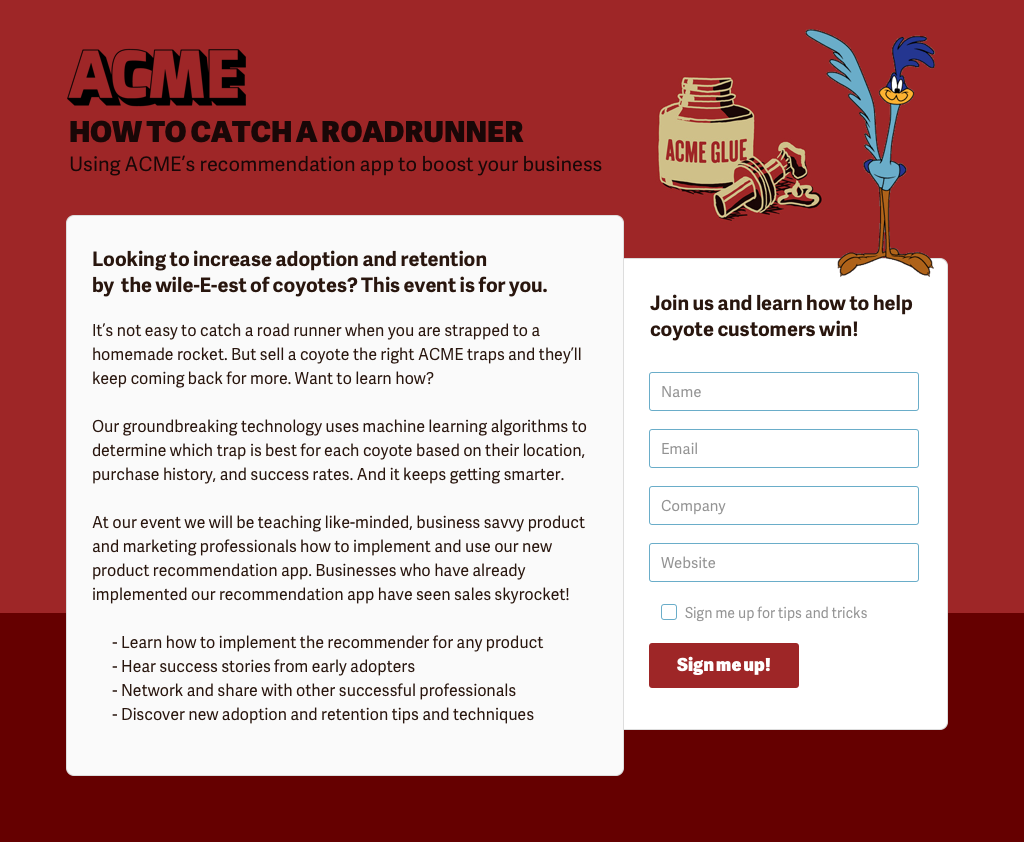 ACME
HOW TO CATCH A ROADRUNNER
Using ACME's recommendation app to boost your business
ACME GLUE
Looking to increase adoption and retention
by the wile-E-est of coyotes? This event is for you.
It's not easy to catch a road runner when you are strapped to a
homemade rocket. But sell a coyote the right ACME traps and they'll
keep coming back for more. Want to learn how?
Our groundbreaking technology uses machine learning algorithms to
determine which trap is best for each coyote based on their location,
purchase history, and success rates. And it keeps getting smarter.
At our event we will be teaching like-minded, business savvy product
and marketing professionals how to implement and use our new
product recommendation app. Businesses who have already
implemented our recommendation app have seen sales skyrocket!
- Learn how to implement the recommender for any product
- Hear success stories from early adopters
- Network and share with other successful professionals
- Discover new adoption and retention tips and techniques
Join us and learn how to help
coyote customers win!
Name
Email
Company
Website
Sign me up for tips and tricks
Sign me up!